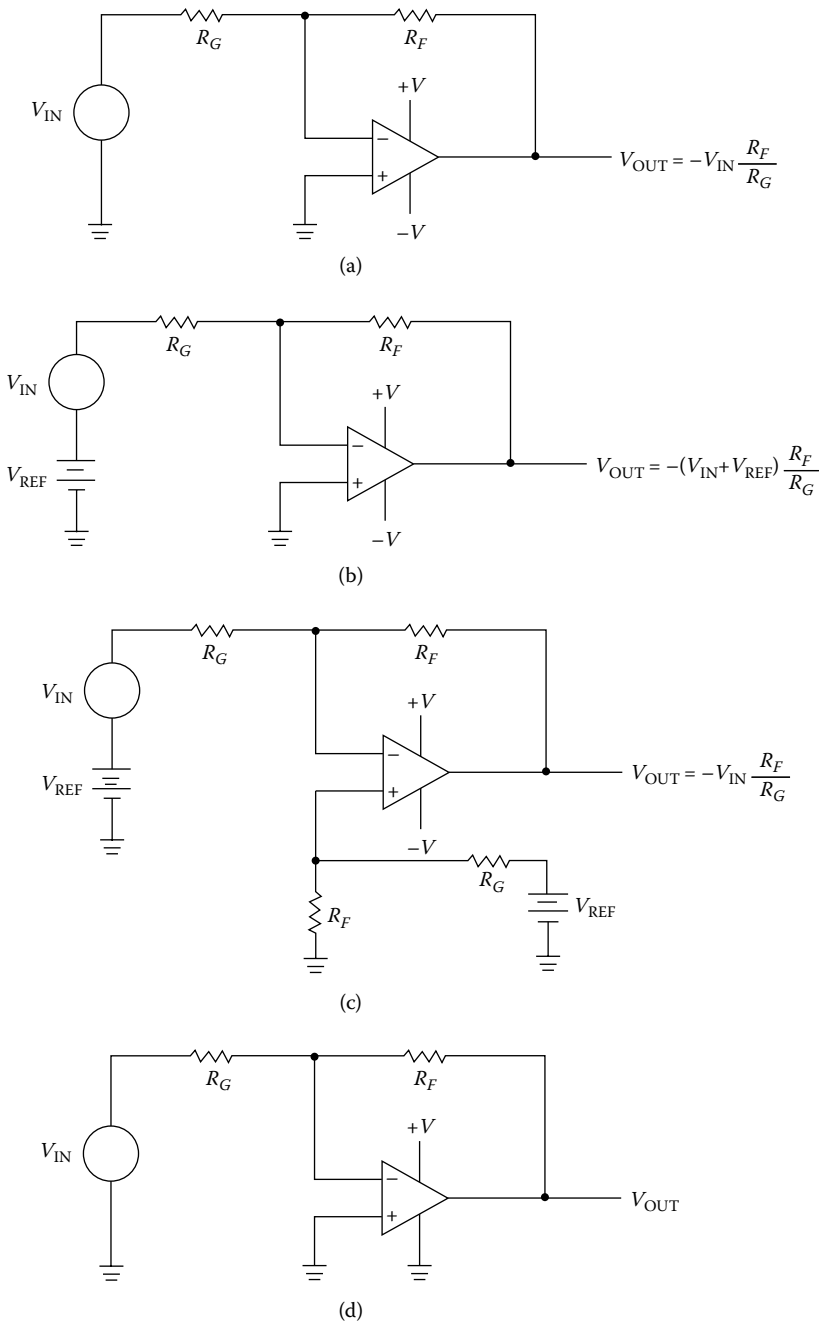 R_G
R_F
+V
V_IN
−
+
V_OUT = −V_IN R_F/R_G
−V
(a)
R_G
R_F
V_IN
+V
−
V_REF
+
V_OUT = −(V_IN+V_REF) R_F/R_G
−V
(b)
R_G
R_F
V_IN
+V
−
V_REF
+
V_OUT = −V_IN R_F/R_G
−V
R_G
R_F
V_REF
(c)
R_G
R_F
+V
V_IN
−
+
V_OUT
(d)